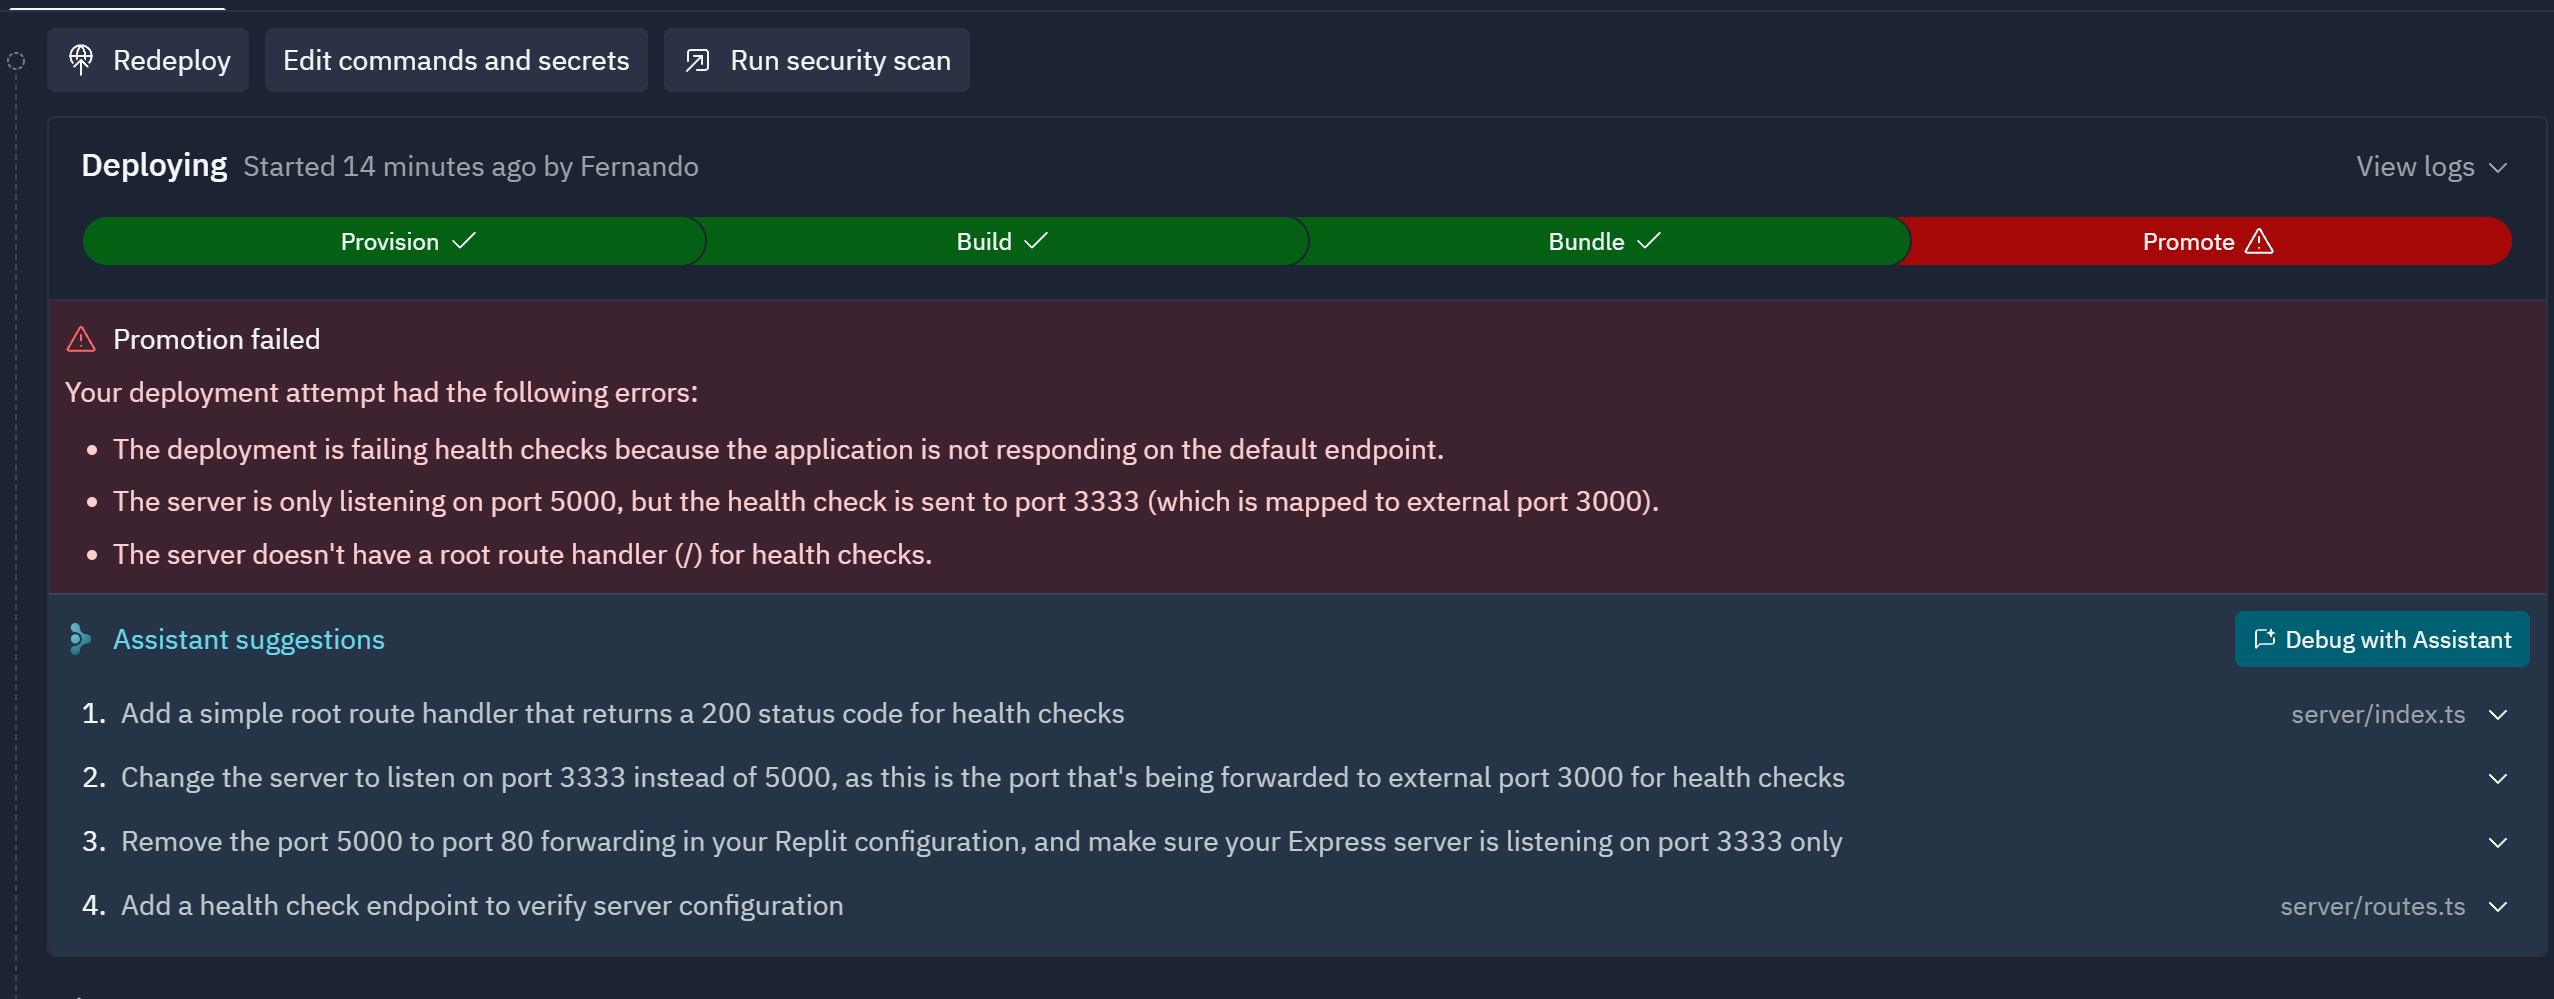 Redeploy
Edit commands and secrets
Run security scan
Deploying Started 14 minutes ago by Fernando
View logs
Provision
Build
Bundle
Promote
Promotion failed
Your deployment attempt had the following errors:
• The deployment is failing health checks because the application is not responding on the default endpoint.
• The server is only listening on port 5000, but the health check is sent to port 3333 (which is mapped to external port 3000).
• The server doesn't have a root route handler (/) for health checks.
Assistant suggestions
Debug with Assistant
1. Add a simple root route handler that returns a 200 status code for health checks
server/index.ts
2. Change the server to listen on port 3333 instead of 5000, as this is the port that's being forwarded to external port 3000 for health checks
3. Remove the port 5000 to port 80 forwarding in your Replit configuration, and make sure your Express server is listening on port 3333 only
4. Add a health check endpoint to verify server configuration
server/routes.ts